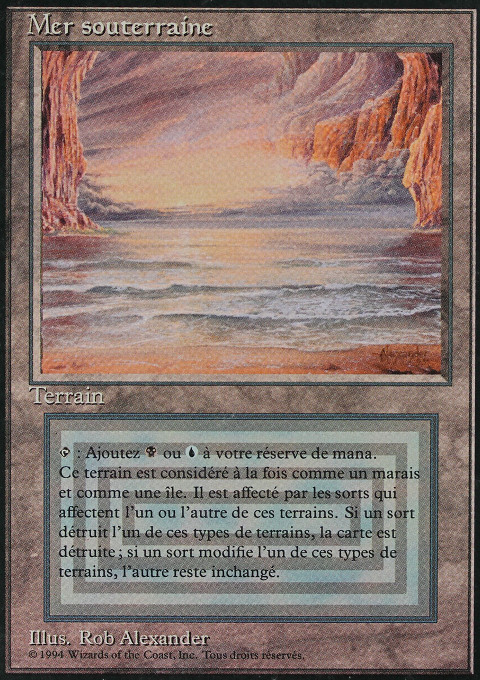 Mer souterraine
Alexander
Terrain
: Ajoutez ou à votre réserve de mana.
Ce terrain est considéré à la fois comme un marais
et comme une île. Il est affecté par les sorts qui
affectent l'un ou l'autre de ces terrains. Si un sort
détruit l'un de ces types de terrains, la carte est
détruite ; si un sort modifie l'un de ces types de
terrains, l'autre reste inchangé.
Illus. Rob Alexander
© 1994 Wizards of the Coast, Inc. Tous droits réservés.